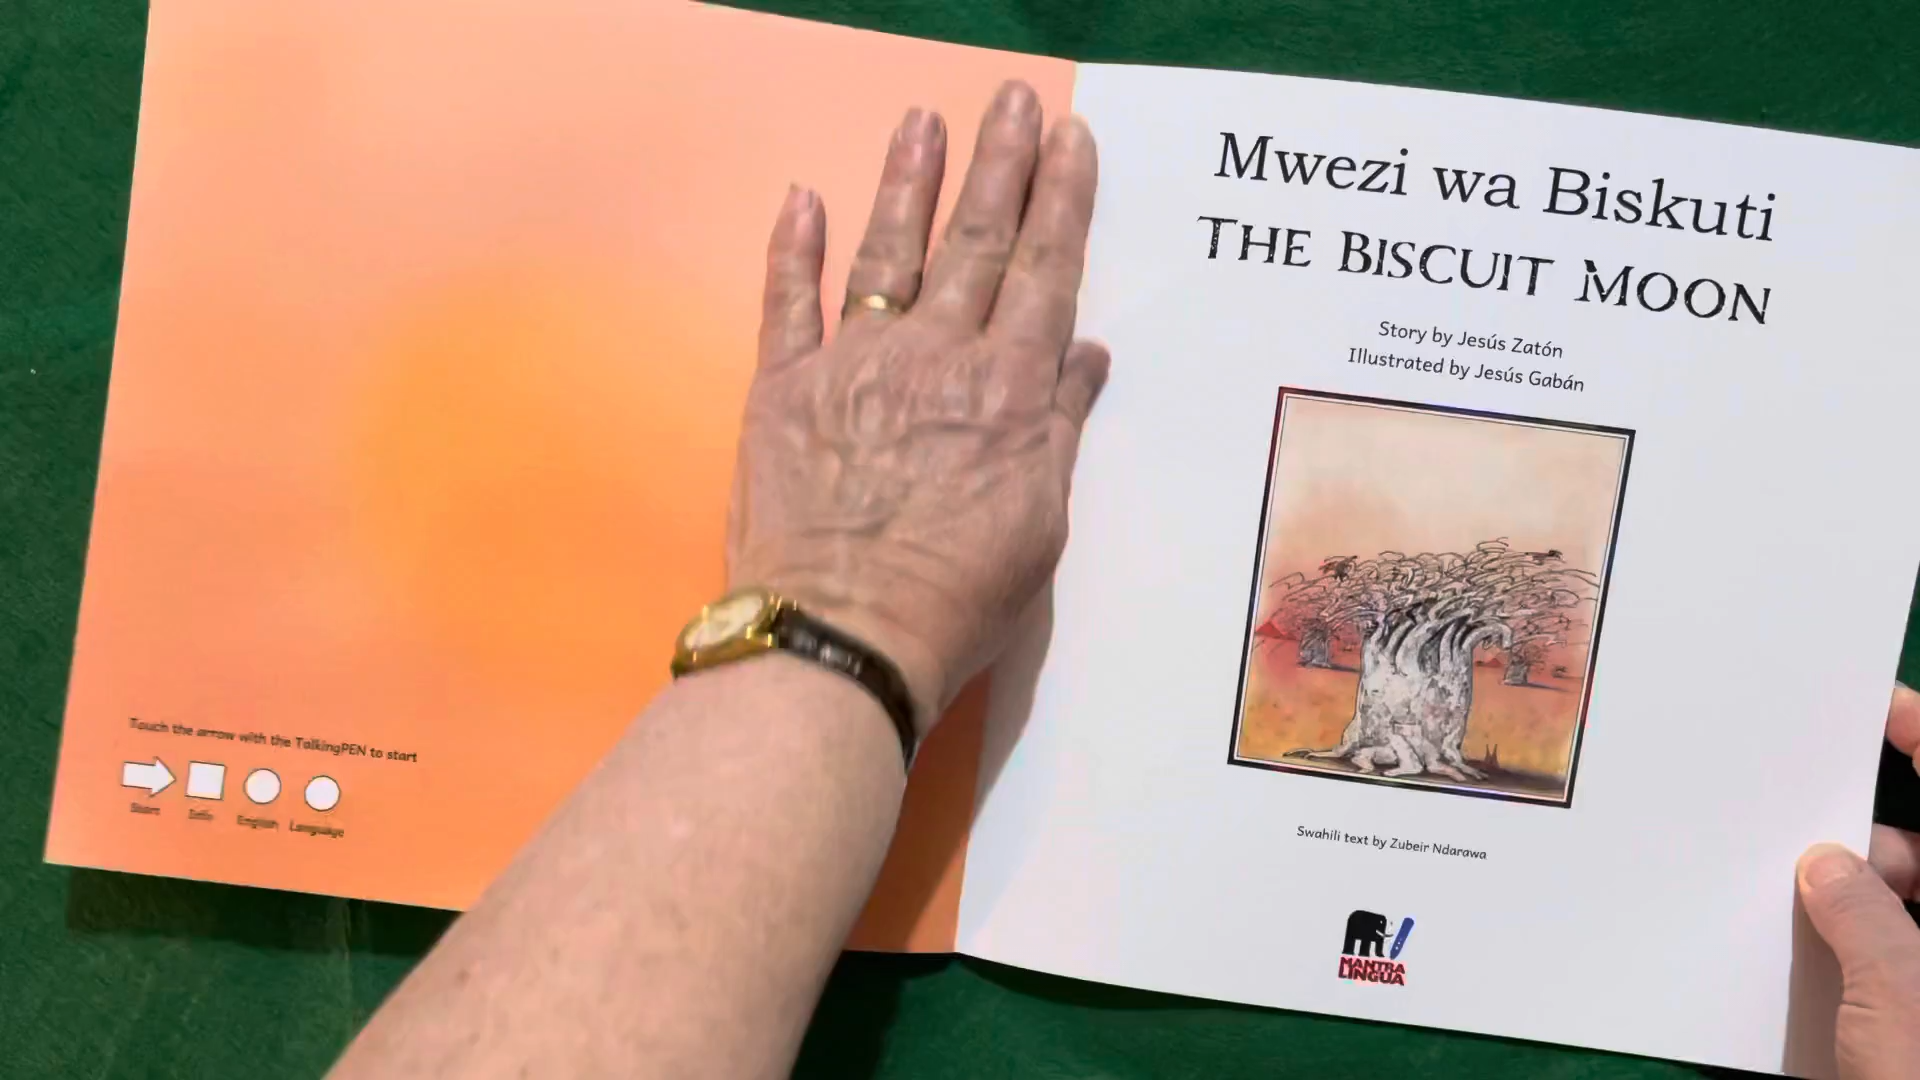 Touch the arrow with the TalkingPEN to start
Start Info English Language
Mwezi wa Biskuti
THE BISCUIT MOON
Story by Jesús Zatón
Illustrated by Jesús Gabán
Swahili text by Zubeir Ndarawa
MANTRA
LINGUA